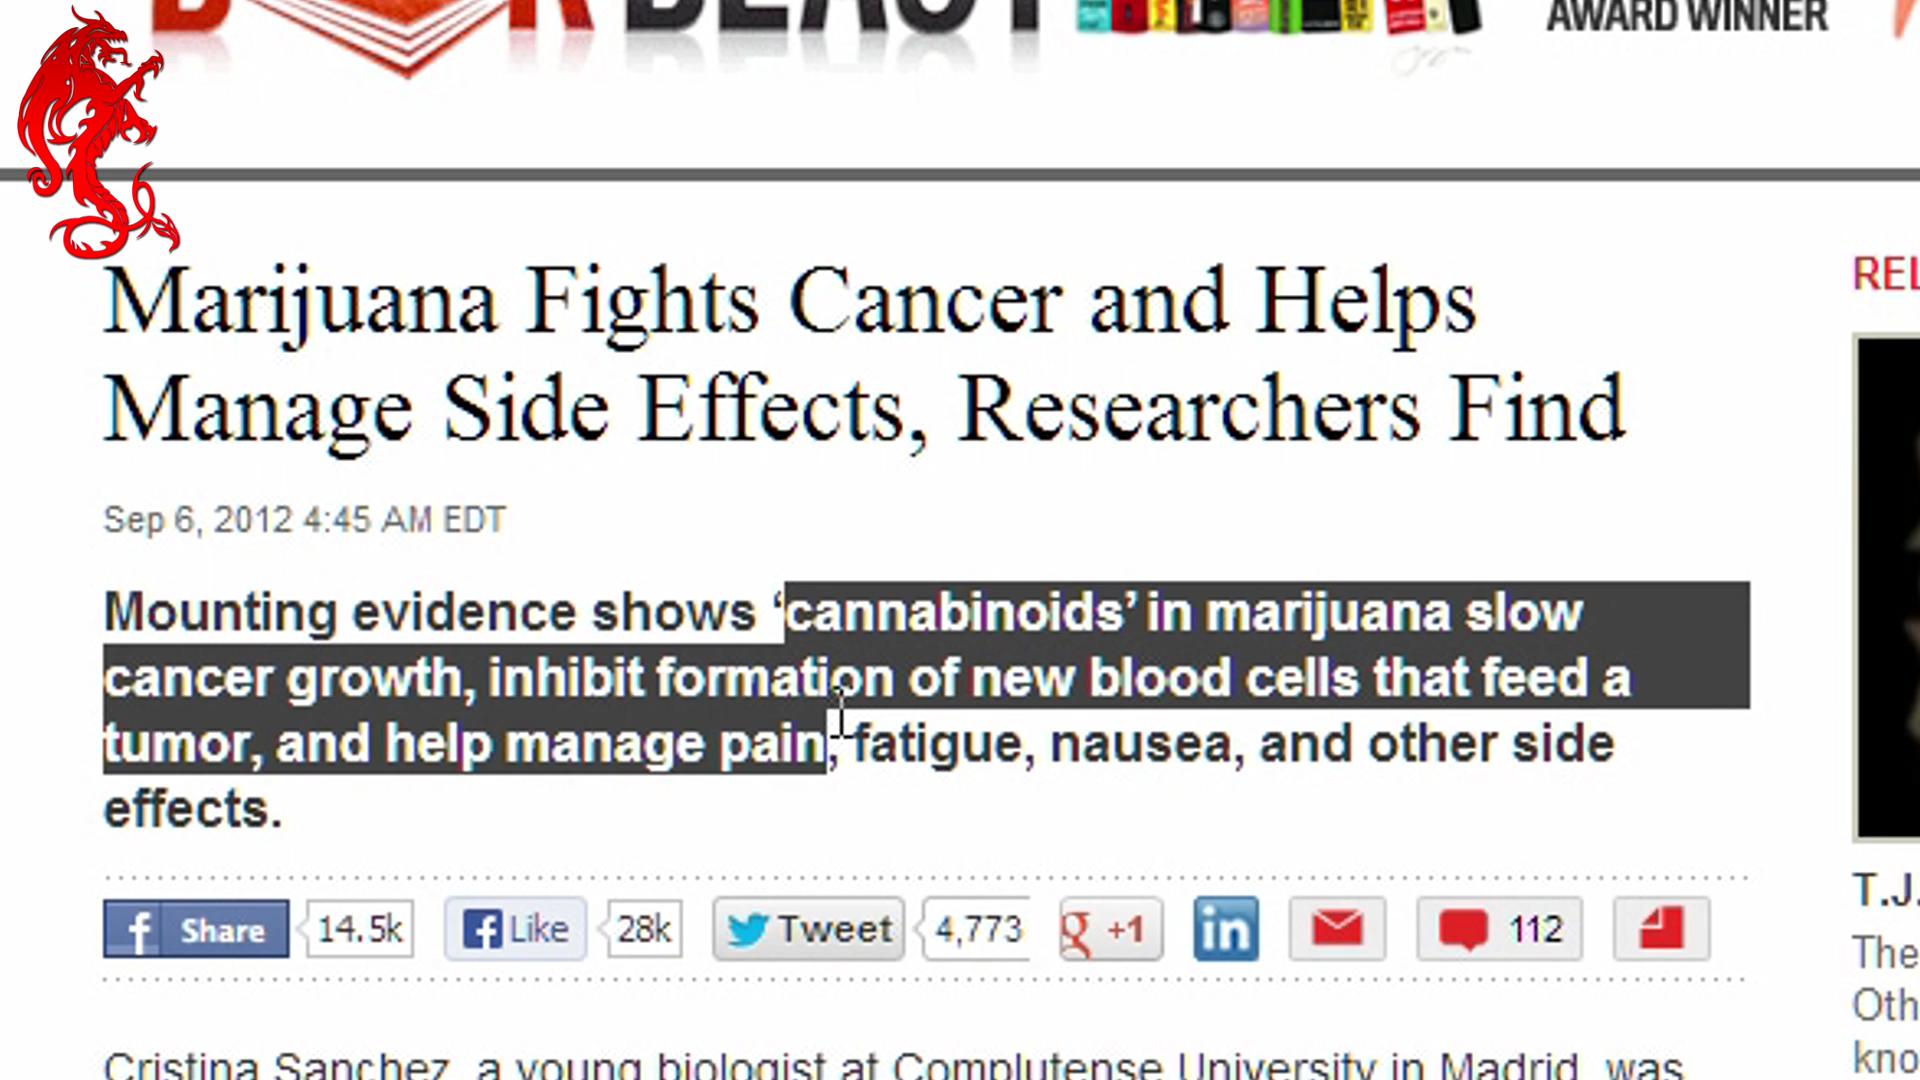 AWARD WINNER
Marijuana Fights Cancer and Helps
Manage Side Effects, Researchers Find
Sep 6, 2012 4:45 AM EDT
Mounting evidence shows ‘cannabinoids’ in marijuana slow
cancer growth, inhibit formation of new blood cells that feed a
tumor, and help manage pain, fatigue, nausea, and other side
effects.
f Share 14.5k f Like 28k Tweet 4,773 g +1 in 112
Cristina Sanchez, a young biologist at Complutense University in Madrid, was
REL
T.J.
The
Oth
kno